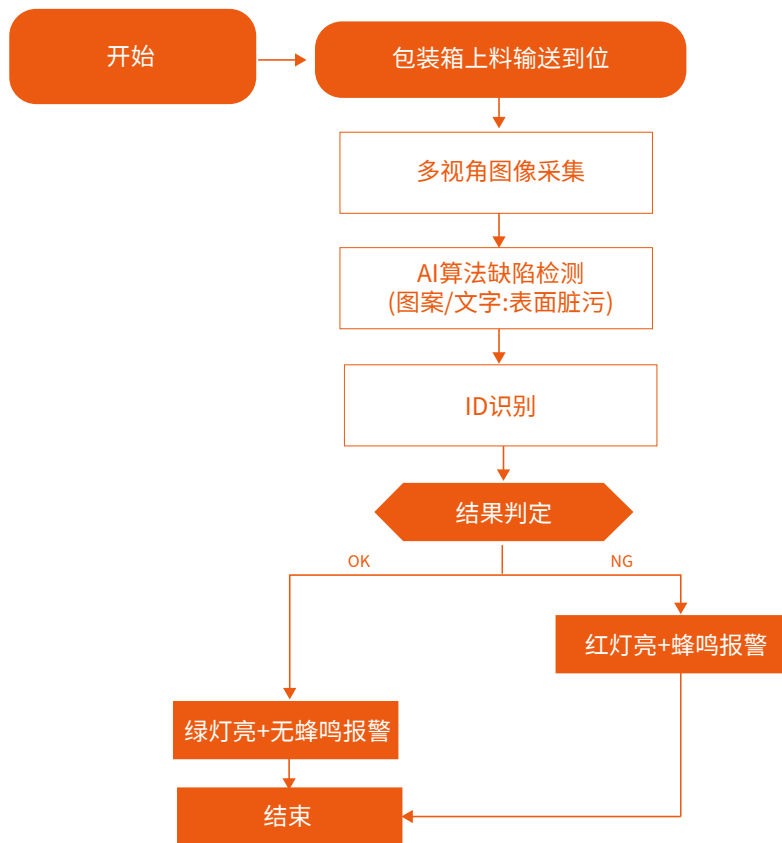 开始
包装箱上料输送到位
多视角图像采集
AI算法缺陷检测
(图案/文字:表面脏污)
ID识别
结果判定
OK
NG
红灯亮+蜂鸣报警
绿灯亮+无蜂鸣报警
结束